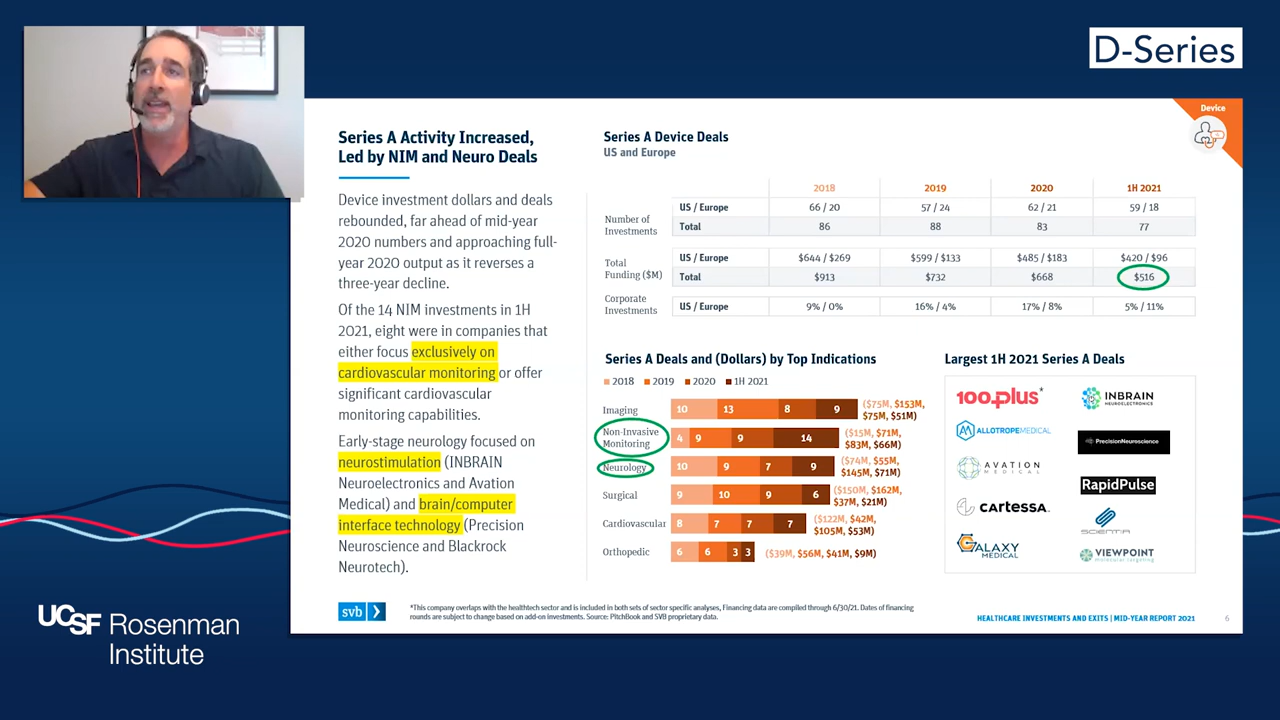 D-Series
Device
Series A Activity Increased,
Led by NIM and Neuro Deals
Device investment dollars and deals
rebounded, far ahead of mid-year
2020 numbers and approaching full-
year 2020 output as it reverses a
three-year decline.
Of the 14 NIM investments in 1H
2021, eight were in companies that
either focus exclusively on
cardiovascular monitoring or offer
significant cardiovascular
monitoring capabilities.
Early-stage neurology focused on
neurostimulation (INBRAIN
Neuroelectronics and Avation
Medical) and brain/computer
interface technology (Precision
Neuroscience and Blackrock
Neurotech).
Series A Device Deals
US and Europe
2018 2019 2020 1H 2021
Number of
Investments
US / Europe 66 / 20 57 / 24 62 / 21 59 / 18
Total 86 88 83 77
Total
Funding ($M)
US / Europe $644 / $269 $599 / $133 $485 / $183 $420 / $96
Total $913 $732 $668 $516
Corporate
Investments
US / Europe 9% / 0% 16% / 4% 17% / 8% 5% / 11%
Series A Deals and (Dollars) by Top Indications
2018 2019 2020 1H 2021
Imaging 10 13 8 9 ($75M, $153M,
$75M, $51M)
Non-Invasive
Monitoring 4 9 9 14 ($15M, $71M,
$83M, $66M)
Neurology 10 9 7 9 ($74M, $55M,
$145M, $71M)
Surgical 9 10 9 6 ($150M, $162M,
$37M, $21M)
Cardiovascular 8 7 7 7 ($122M, $42M,
$105M, $53M)
Orthopedic 6 6 3 3 ($39M, $56M, $41M, $9M)
Largest 1H 2021 Series A Deals
100plus*
INBRAIN
NEUROELECTRONICS
ALLOTROPEMEDICAL
PrecisionNeuroscience
AVATION
MEDICAL
RapidPulse
CARTESSA
SCIENTIA
GALAXY
MEDICAL
VIEWPOINT
molecular targeting
svb
*This company overlaps with the healthtech sector and is included in both sets of sector specific analyses, Financing data are compiled through 6/30/21. Dates of financing
rounds are subject to change based on add-on investments. Source: PitchBook and SVB proprietary data.
HEALTHCARE INVESTMENTS AND EXITS | MID-YEAR REPORT 2021 6
UCSF Rosenman
Institute